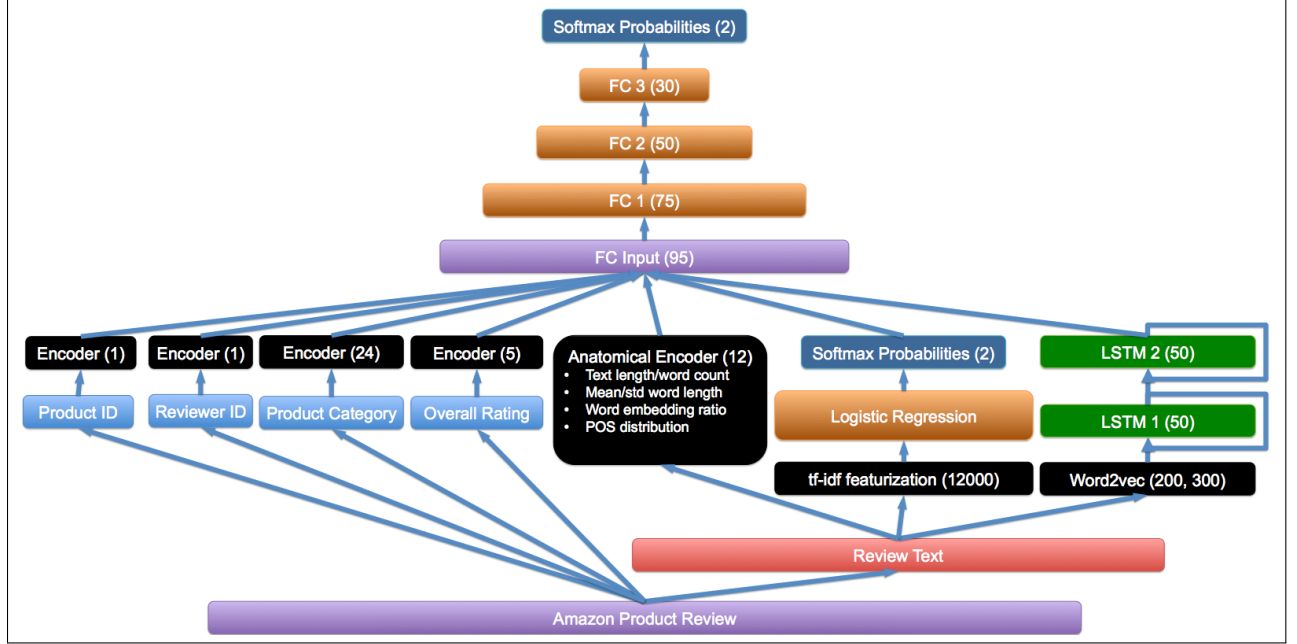 Softmax Probabilities (2)
FC 3 (30)
FC 2 (50)
FC 1 (75)
FC Input (95)
Encoder (1)
Encoder (1)
Encoder (24)
Encoder (5)
Product ID
Reviewer ID
Product Category
Overall Rating
Anatomical Encoder (12)
• Text length/word count
• Mean/std word length
• Word embedding ratio
• POS distribution
Softmax Probabilities (2)
Logistic Regression
tf-idf featurization (12000)
LSTM 2 (50)
LSTM 1 (50)
Word2vec (200, 300)
Review Text
Amazon Product Review